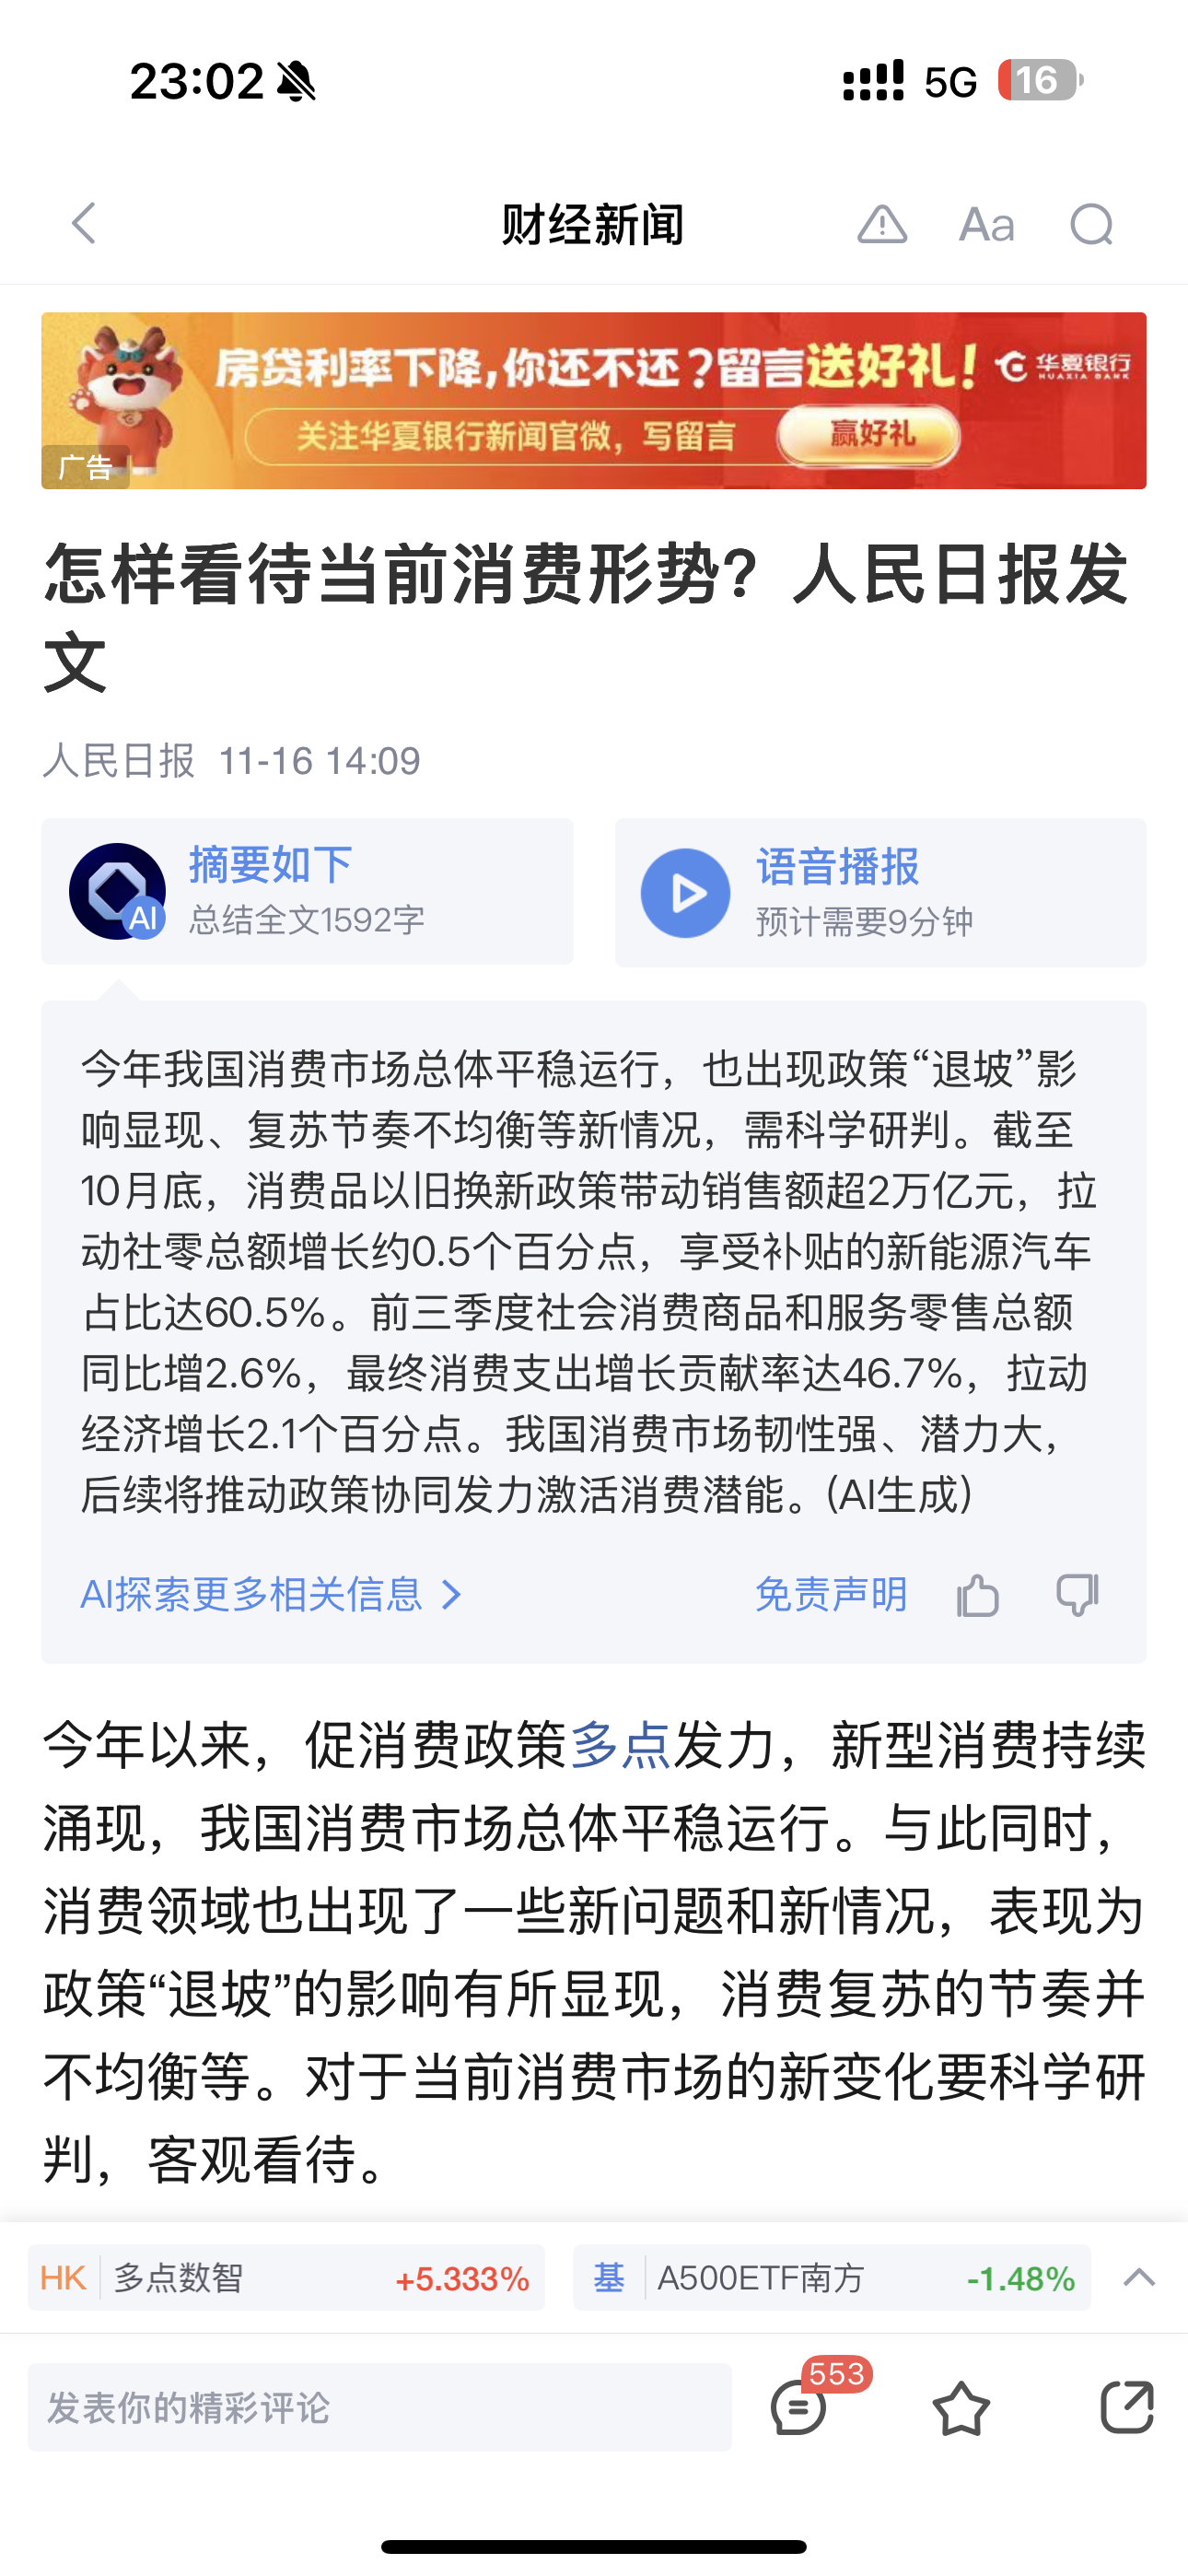 23:02
5G 16
财经新闻
Aa
房贷利率下降,你还不还?留言送好礼!
华夏银行
HUAXIA BANK
关注华夏银行新闻官微，写留言
赢好礼
广告
怎样看待当前消费形势？人民日报发
文
人民日报 11-16 14:09
AI
摘要如下
总结全文1592字
语音播报
预计需要9分钟
今年我国消费市场总体平稳运行，也出现政策“退坡”影
响显现、复苏节奏不均衡等新情况，需科学研判。截至
10月底，消费品以旧换新政策带动销售额超2万亿元，拉
动社零总额增长约0.5个百分点，享受补贴的新能源汽车
占比达60.5%。前三季度社会消费商品和服务零售总额
同比增2.6%，最终消费支出增长贡献率达46.7%，拉动
经济增长2.1个百分点。我国消费市场韧性强、潜力大，
后续将推动政策协同发力激活消费潜能。(AI生成)
AI探索更多相关信息
免责声明
今年以来，促消费政策多点发力，新型消费持续
涌现，我国消费市场总体平稳运行。与此同时，
消费领域也出现了一些新问题和新情况，表现为
政策“退坡”的影响有所显现，消费复苏的节奏并
不均衡等。对于当前消费市场的新变化要科学研
判，客观看待。
HK 多点数智 +5.333%
基 A500ETF南方 -1.48%
发表你的精彩评论
553